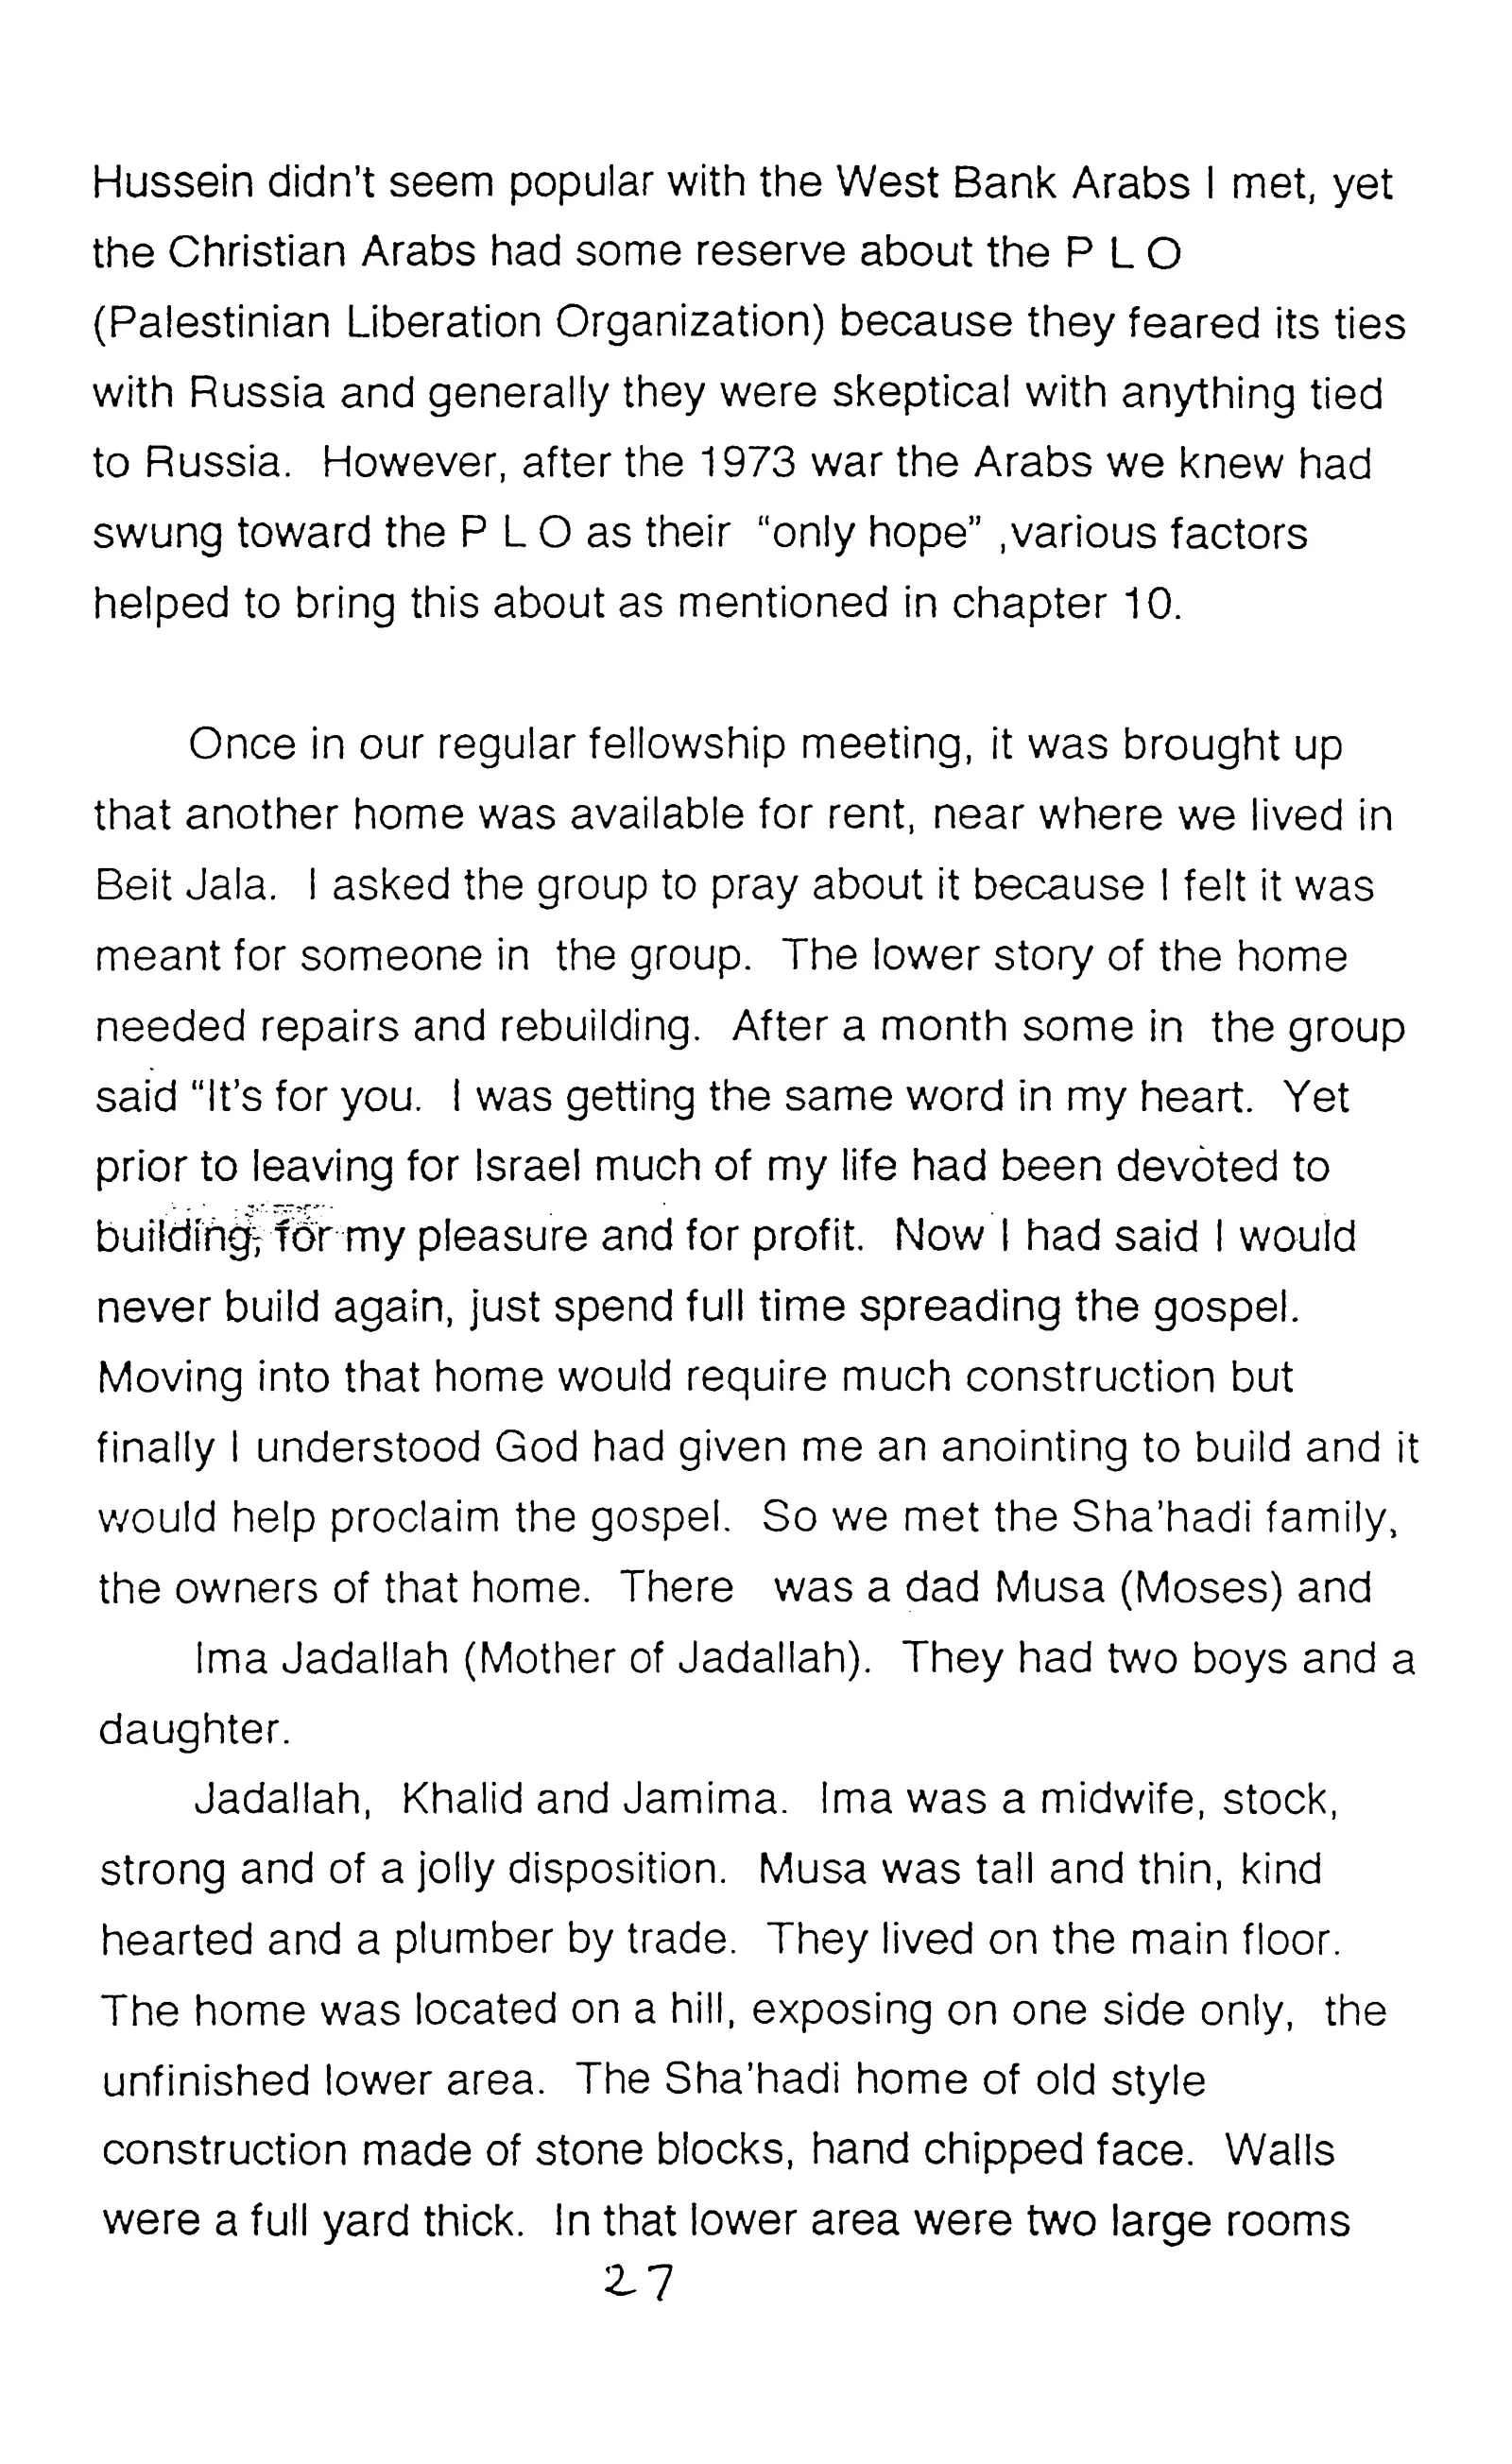 Hussein didn't seem popular with the West Bank Arabs I met, yet
the Christian Arabs had some reserve about the P L O
(Palestinian Liberation Organization) because they feared its ties
with Russia and generally they were skeptical with anything tied
to Russia.  However, after the 1973 war the Arabs we knew had
swung toward the P L O as their  “only hope” ,various factors
helped to bring this about as mentioned in chapter 10.
Once in our regular fellowship meeting, it was brought up
that another home was available for rent, near where we lived in
Beit Jala.  I asked the group to pray about it because I felt it was
meant for someone in  the group.  The lower story of the home
needed repairs and rebuilding.  After a month some in  the group
said “It's for you.  I was getting the same word in my heart.  Yet
prior to leaving for Israel much of my life had been devoted to
building, for my pleasure and for profit.  Now I had said I would
never build again, just spend full time spreading the gospel.
Moving into that home would require much construction but
finally I understood God had given me an anointing to build and it
would help proclaim the gospel.  So we met the Sha'hadi family,
the owners of that home.  There   was a dad Musa (Moses) and
Ima Jadallah (Mother of Jadallah).  They had two boys and a
daughter.
Jadallah,  Khalid and Jamima.  Ima was a midwife, stock,
strong and of a jolly disposition.  Musa was tall and thin, kind
hearted and a plumber by trade.  They lived on the main floor.
The home was located on a hill, exposing on one side only,  the
unfinished lower area.  The Sha'hadi home of old style
construction made of stone blocks, hand chipped face.  Walls
were a full yard thick.  In that lower area were two large rooms
27